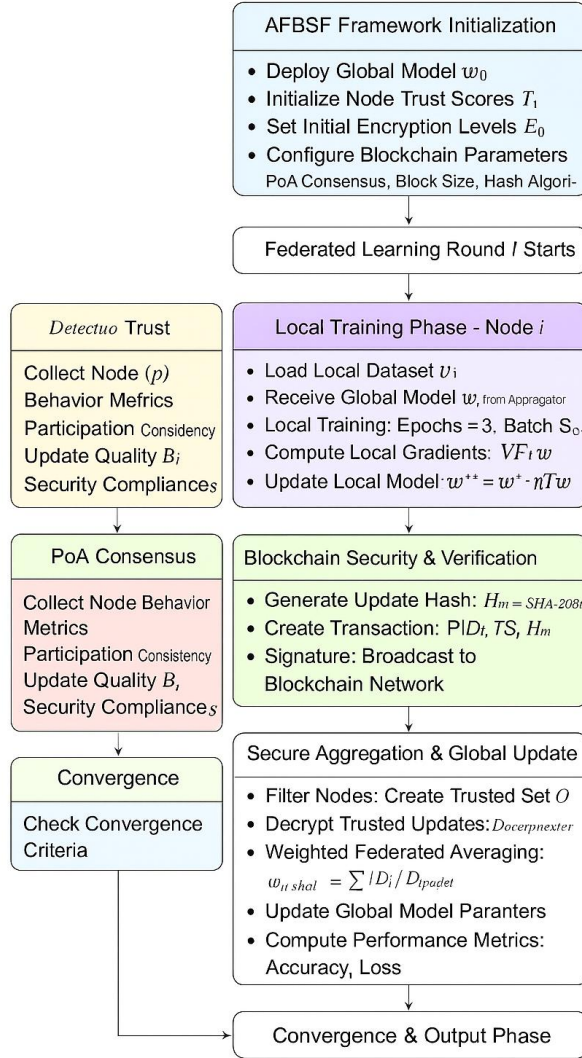 AFBSF Framework Initialization
• Deploy Global Model w₀
• Initialize Node Trust Scores T₁
• Set Initial Encryption Levels E₀
• Configure Blockchain Parameters
PoA Consensus, Block Size, Hash Algori-
Federated Learning Round l Starts
Detectuo Trust
Collect Node (p)
Behavior Mefrics
Participation Considency
Update Quality Bᵢ
Security Compliances
Local Training Phase - Node i
• Load Local Dataset υᵢ
• Receive Global Model w, from Appragator
• Local Training: Epochs = 3, Batch
• Compute Local Gradients: VFₜ w
• Update Local Model · w⁺⁺ = w⁺ - ηTw
PoA Consensus
Collect Node Behavior
Metrics
Participation Consistency
Update Quality B,
Security Compliances
Blockchain Security & Verification
• Generate Update Hash: Hₘ = SHA-208
• Create Transaction: P|Dₜ, TS, Hₘ
• Signature: Broadcast to
Blockchain Network
Convergence
Check Convergence
Criteria
Secure Aggregation & Global Update
• Filter Nodes: Create Trusted Set O
• Decrypt Trusted Updates: Docerpnexter
• Weighted Federated Averaging:
ω_tt shal = ∑ |Dᵢ / D_tpadet
• Update Global Model Paranters
• Compute Performance Metrics:
Accuracy, Loss
Convergence & Output Phase